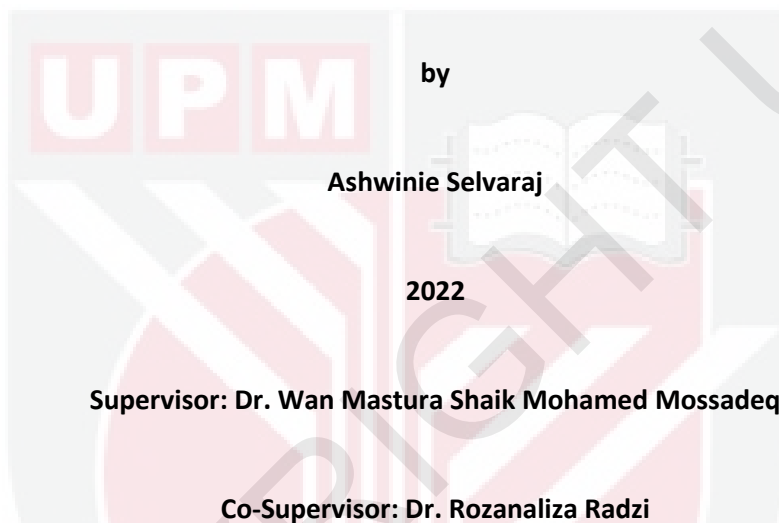 UPM
by
Ashwinie Selvaraj
2022
Supervisor: Dr. Wan Mastura Shaik Mohamed Mossadeq
Co-Supervisor: Dr. Rozanaliza Radzi